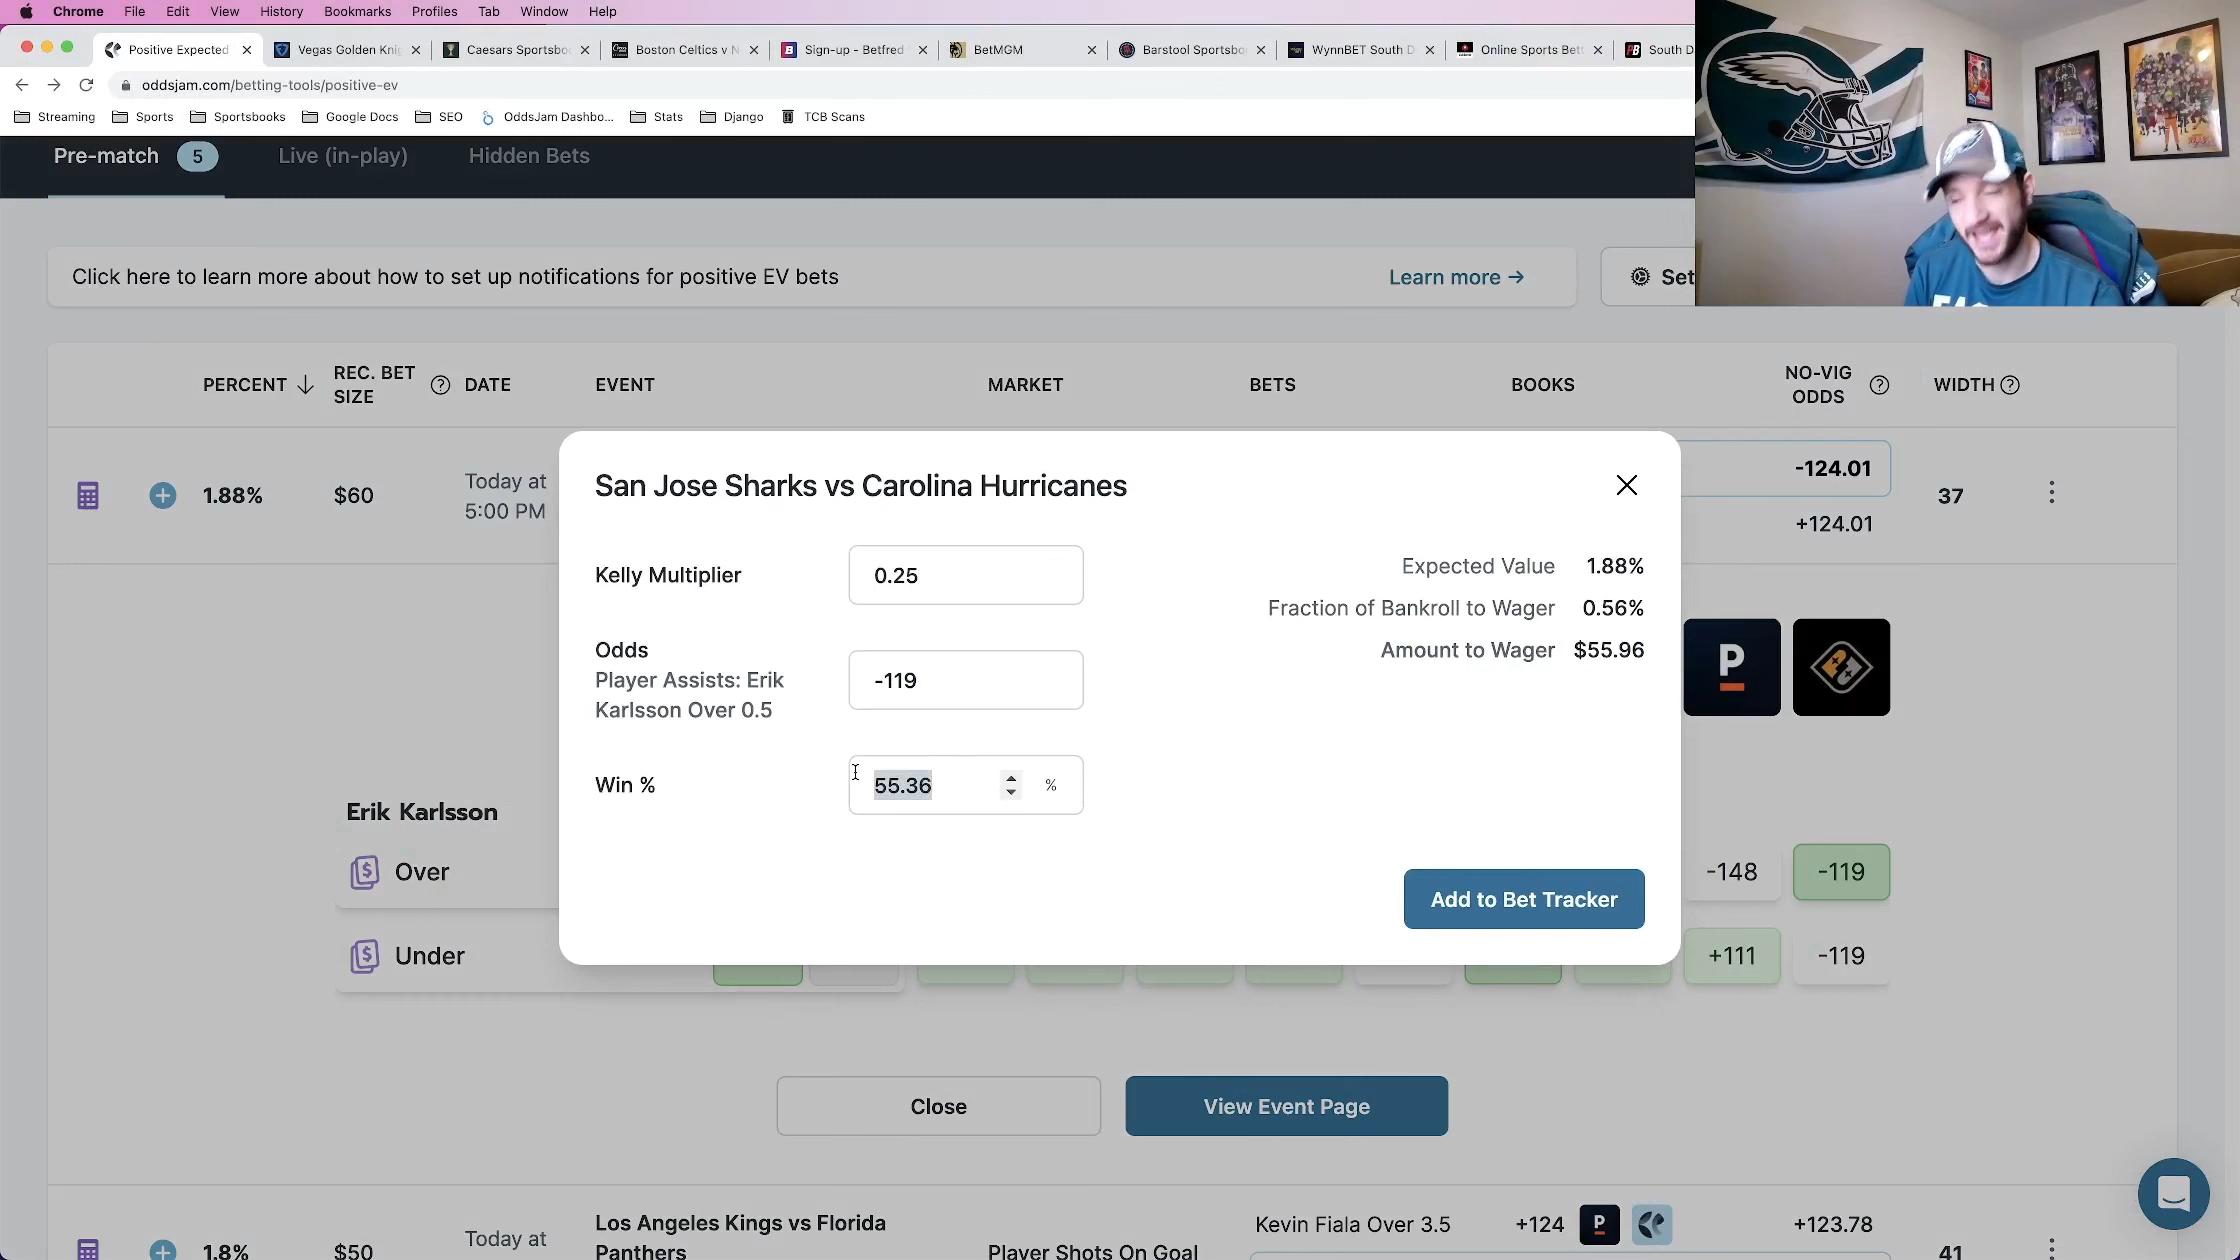 Chrome File Edit View History Bookmarks Profiles Tab Window Help
Positive Expected
Vegas Golden Knig
Caesars Sportsbo
Boston Celtics v N
Sign-up - Betfred
BetMGM
Barstool Sportsbo
WynnBET South D
Online Sports Bett
South D
oddsjam.com/betting-tools/positive-ev
Streaming Sports Sportsbooks Google Docs SEO OddsJam Dashbo... Stats Django TCB Scans
Pre-match 5 Live (in-play) Hidden Bets
Click here to learn more about how to set up notifications for positive EV bets Learn more →
Set
PERCENT
REC. BET SIZE
DATE
EVENT
MARKET
BETS
BOOKS
NO-VIG ODDS
WIDTH
1.88% $60
Today at
5:00 PM
-124.01
+124.01
37
San Jose Sharks vs Carolina Hurricanes
Kelly Multiplier 0.25
Odds
Player Assists: Erik
Karlsson Over 0.5
-119
Win % 55.36 %
Expected Value 1.88%
Fraction of Bankroll to Wager 0.56%
Amount to Wager $55.96
Add to Bet Tracker
P
Erik Karlsson
Over -148 -119
Under +111 -119
Close
View Event Page
1.8% $50
Today at
Los Angeles Kings vs Florida
Panthers
Player Shots On Goal
Kevin Fiala Over 3.5 +124 P +123.78
41